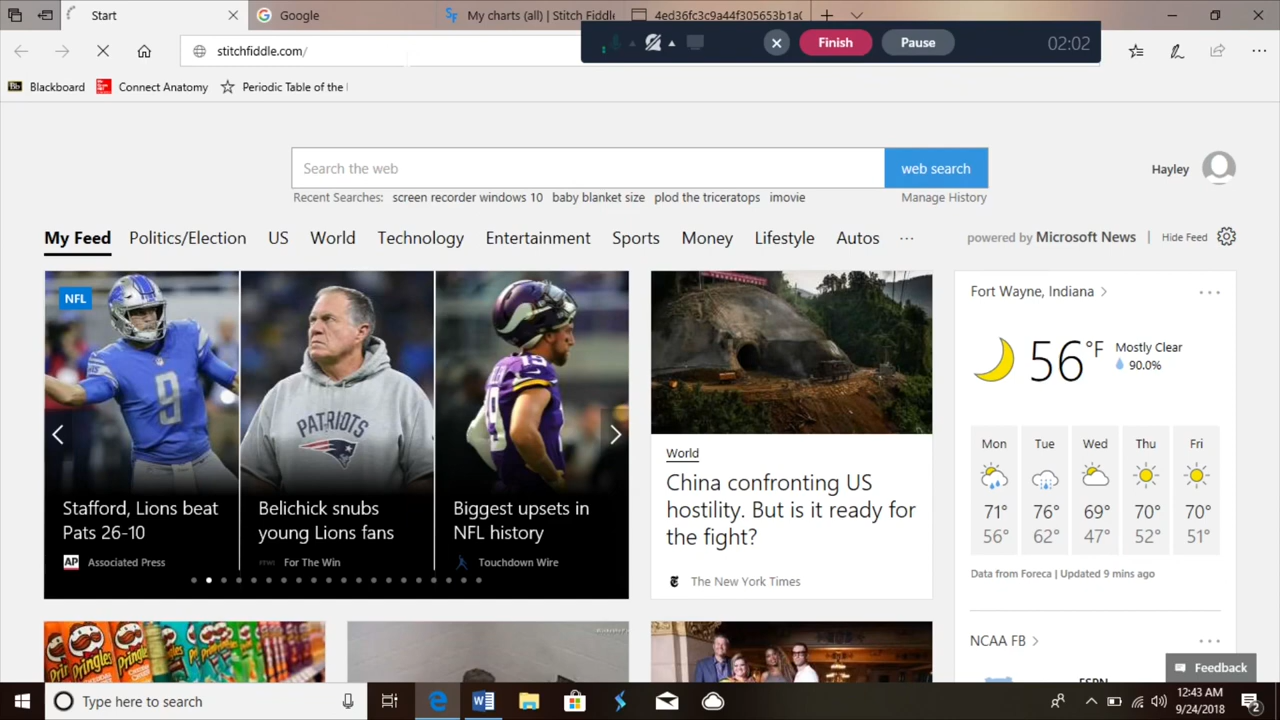 Start
Google
My charts (all) | Stitch Fiddle
4ed36fc3c9a44f305653b1a0
stitchfiddle.com/
Finish
Pause
02:02
Blackboard
Connect Anatomy
Periodic Table of the
Search the web
web search
Hayley
Recent Searches: screen recorder windows 10 baby blanket size plod the triceratops imovie
Manage History
My Feed Politics/Election US World Technology Entertainment Sports Money Lifestyle Autos ...
powered by Microsoft News | Hide Feed
NFL
Stafford, Lions beat
Pats 26-10
AP Associated Press
PATRIOTS
Belichick snubs
young Lions fans
For The Win
Biggest upsets in
NFL history
Touchdown Wire
World
China confronting US
hostility. But is it ready for
the fight?
The New York Times
Fort Wayne, Indiana
56°F
Mostly Clear
90.0%
Mon Tue Wed Thu Fri
71° 76° 69° 70° 70°
56° 62° 47° 52° 51°
Data from Foreca | Updated 9 mins ago
NCAA FB
ESPN
Feedback
Pringles
Type here to search
12:43 AM
9/24/2018
2